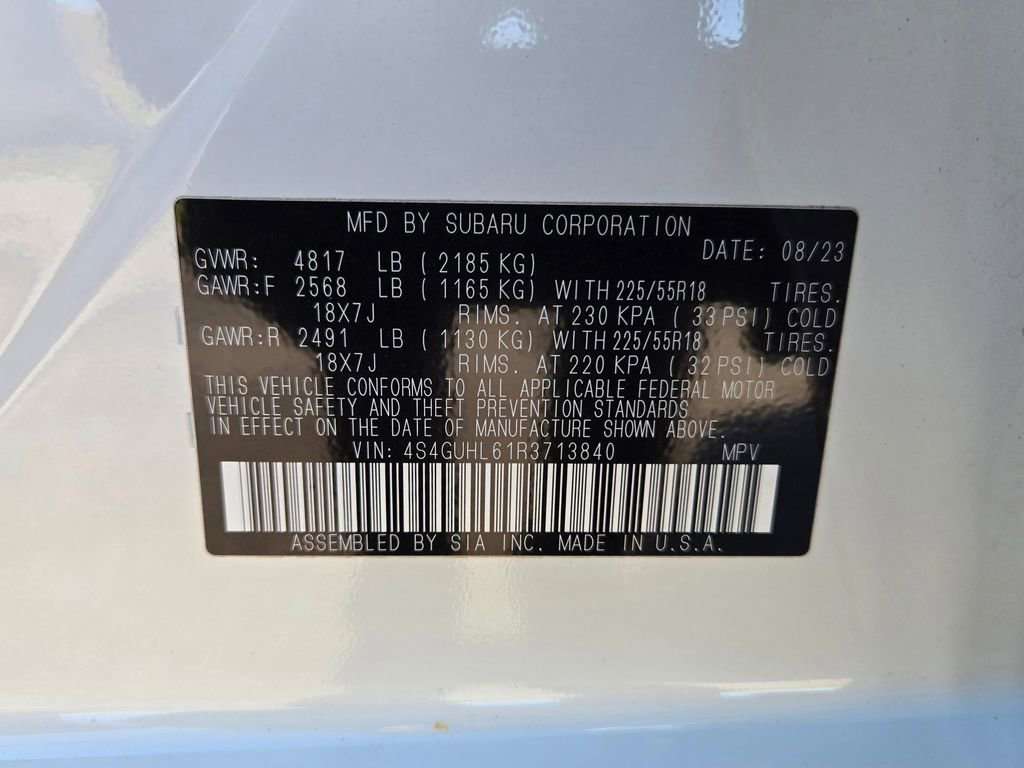 MFD BY SUBARU CORPORATION
DATE: 08/23
GVWR: 4817 LB ( 2185 KG)
GAWR:F 2568 LB ( 1165 KG) WITH 225/55R18 TIRES.
18X7J RIMS. AT 230 KPA ( 33 PSI) COLD
GAWR:R 2491 LB ( 1130 KG) WITH 225/55R18 TIRES.
18X7J RIMS. AT 220 KPA ( 32 PSI) COLD
THIS VEHICLE CONFORMS TO ALL APPLICABLE FEDERAL MOTOR
VEHICLE SAFETY AND THEFT PREVENTION STANDARDS
IN EFFECT ON THE DATE OF MANUFACTURE SHOWN ABOVE.
VIN: 4S4GUHL61R3713840 MPV
ASSEMBLED BY SIA INC. MADE IN U.S.A.